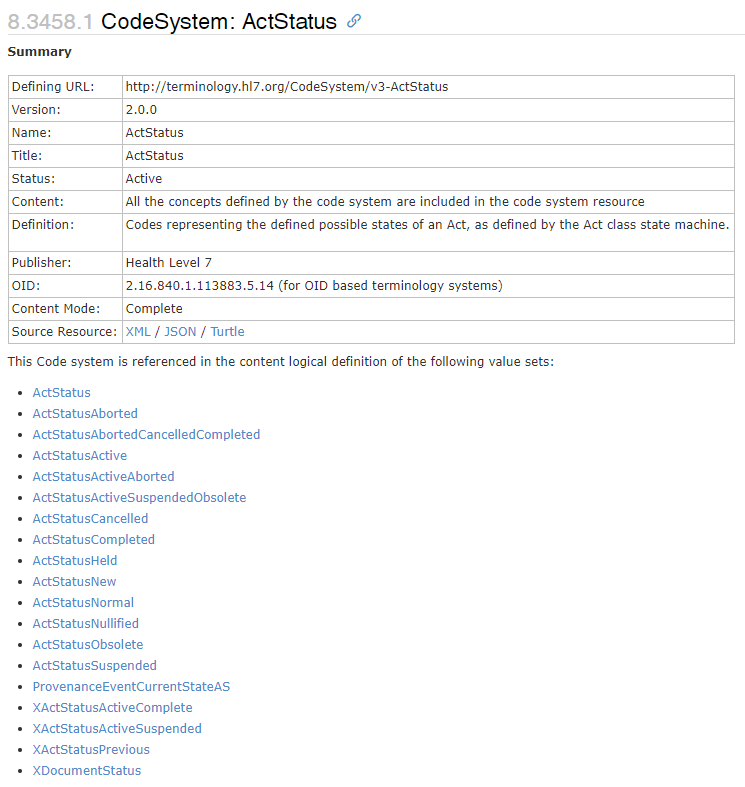 8.3458.1 CodeSystem: ActStatus
Summary
Defining URL: http://terminology.hl7.org/CodeSystem/v3-ActStatus
Version: 2.0.0
Name: ActStatus
Title: ActStatus
Status: Active
Content: All the concepts defined by the code system are included in the code system resource
Definition: Codes representing the defined possible states of an Act, as defined by the Act class state machine.
Publisher: Health Level 7
OID: 2.16.840.1.113883.5.14 (for OID based terminology systems)
Content Mode: Complete
Source Resource: XML / JSON / Turtle
This Code system is referenced in the content logical definition of the following value sets:
• ActStatus
• ActStatusAborted
• ActStatusAbortedCancelledCompleted
• ActStatusActive
• ActStatusActiveAborted
• ActStatusActiveSuspendedObsolete
• ActStatusCancelled
• ActStatusCompleted
• ActStatusHeld
• ActStatusNew
• ActStatusNormal
• ActStatusNullified
• ActStatusObsolete
• ActStatusSuspended
• ProvenanceEventCurrentStateAS
• XActStatusActiveComplete
• XActStatusActiveSuspended
• XActStatusPrevious
• XDocumentStatus